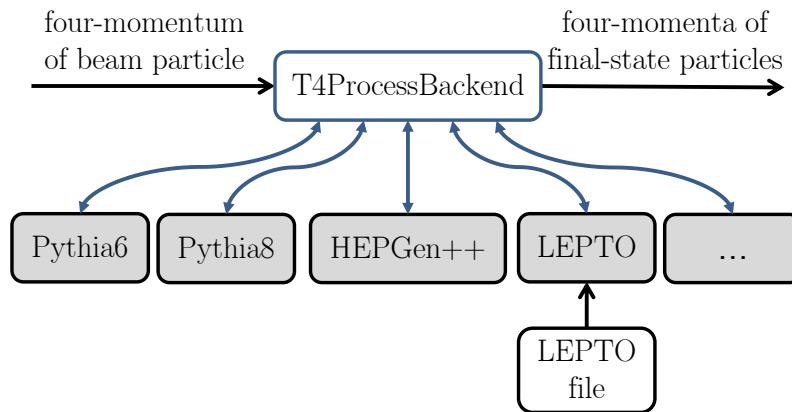 four-momentum
of beam particle
T4ProcessBackend
four-momenta of
final-state particles
Pythia6
Pythia8
HEPGen++
LEPTO
...
LEPTO
file